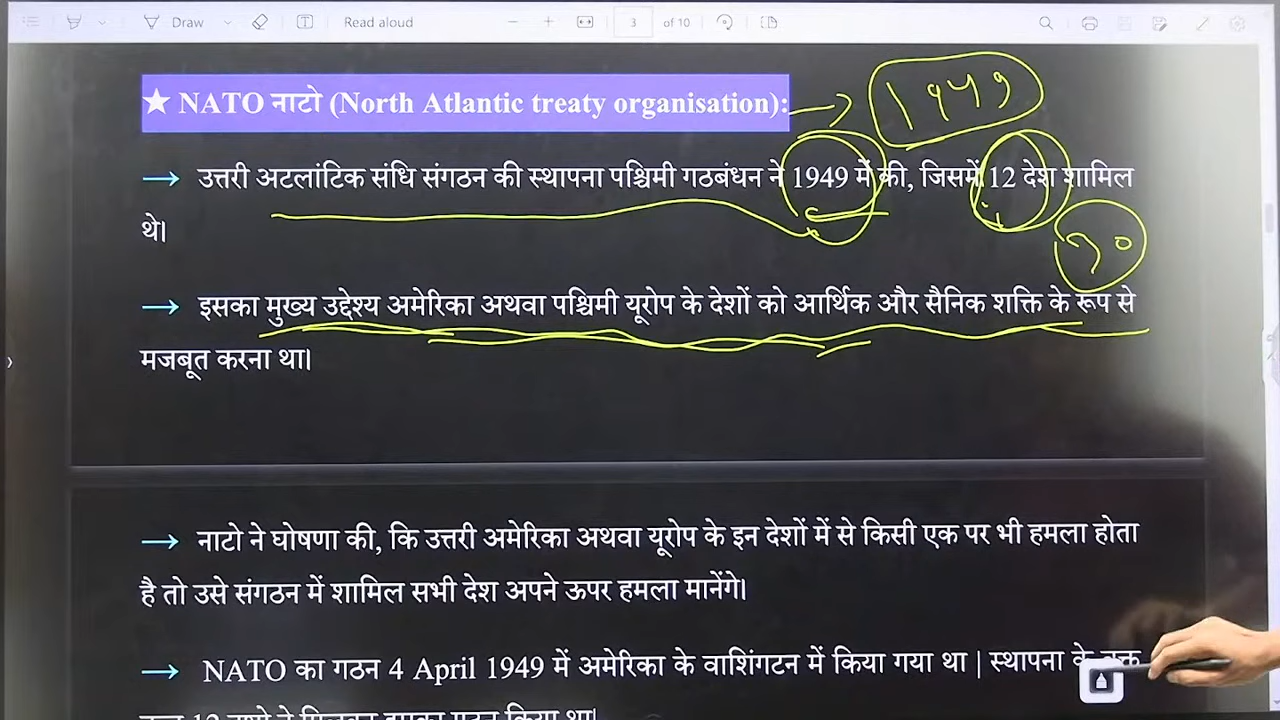 Draw
Read aloud
3 of 10
★ NATO नाटो (North Atlantic treaty organisation):
1949
→ उत्तरी अटलांटिक संधि संगठन की स्थापना पश्चिमी गठबंधन ने 1949 में की, जिसमें 12 देश शामिल
थे।
→ इसका मुख्य उद्देश्य अमेरिका अथवा पश्चिमी यूरोप के देशों को आर्थिक और सैनिक शक्ति के रूप से
मजबूत करना था।
→ नाटो ने घोषणा की, कि उत्तरी अमेरिका अथवा यूरोप के इन देशों में से किसी एक पर भी हमला होता
है तो उसे संगठन में शामिल सभी देश अपने ऊपर हमला मानेंगे।
→ NATO का गठन 4 April 1949 में अमेरिका के वाशिंगटन में किया गया था | स्थापना के